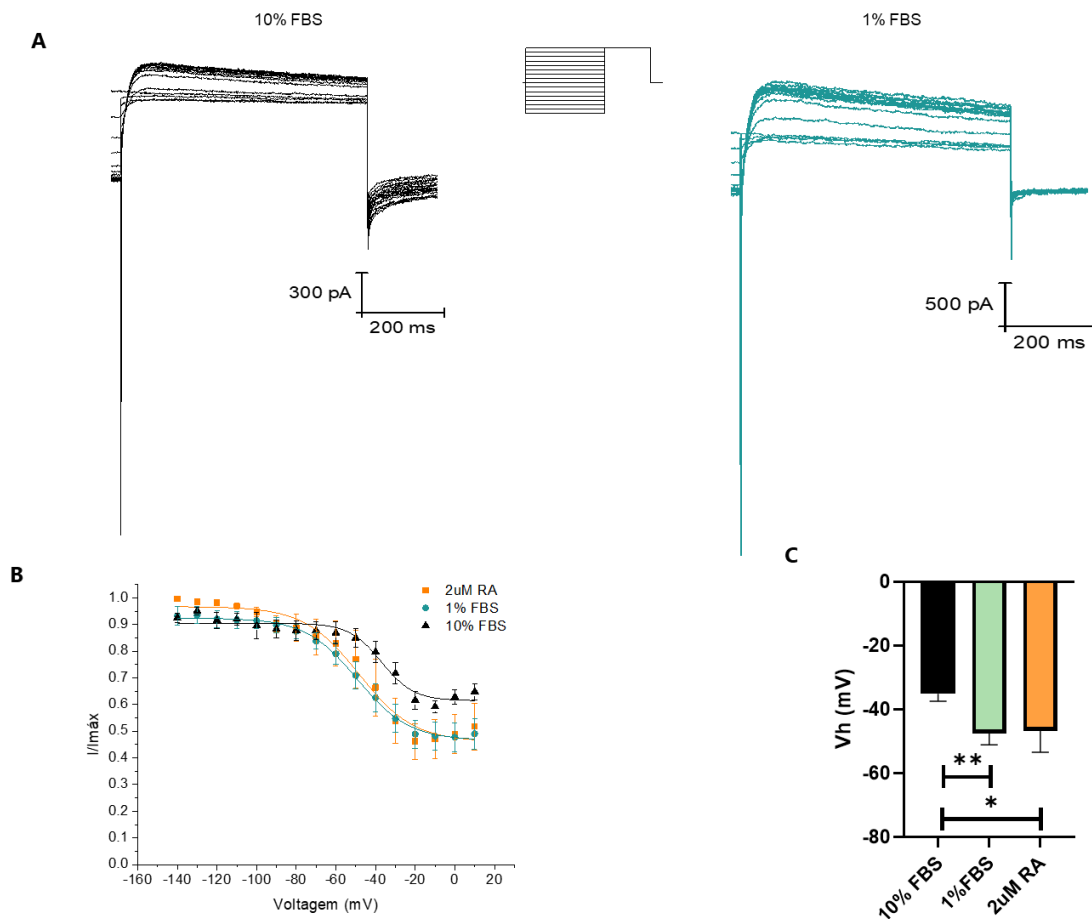 10% FBS
1% FBS
A
300 pA
200 ms
500 pA
200 ms
B
2uM RA
1% FBS
10% FBS
I/Imáx
1.0
0.9
0.8
0.7
0.6
0.5
0.4
0.3
0.2
0.1
0.0
-160 -140 -120 -100 -80 -60 -40 -20 0 20
Voltagem (mV)
C
Vh (mV)
0
-20
-40
-60
-80
**
*
10% FBS
1%FBS
2uM RA